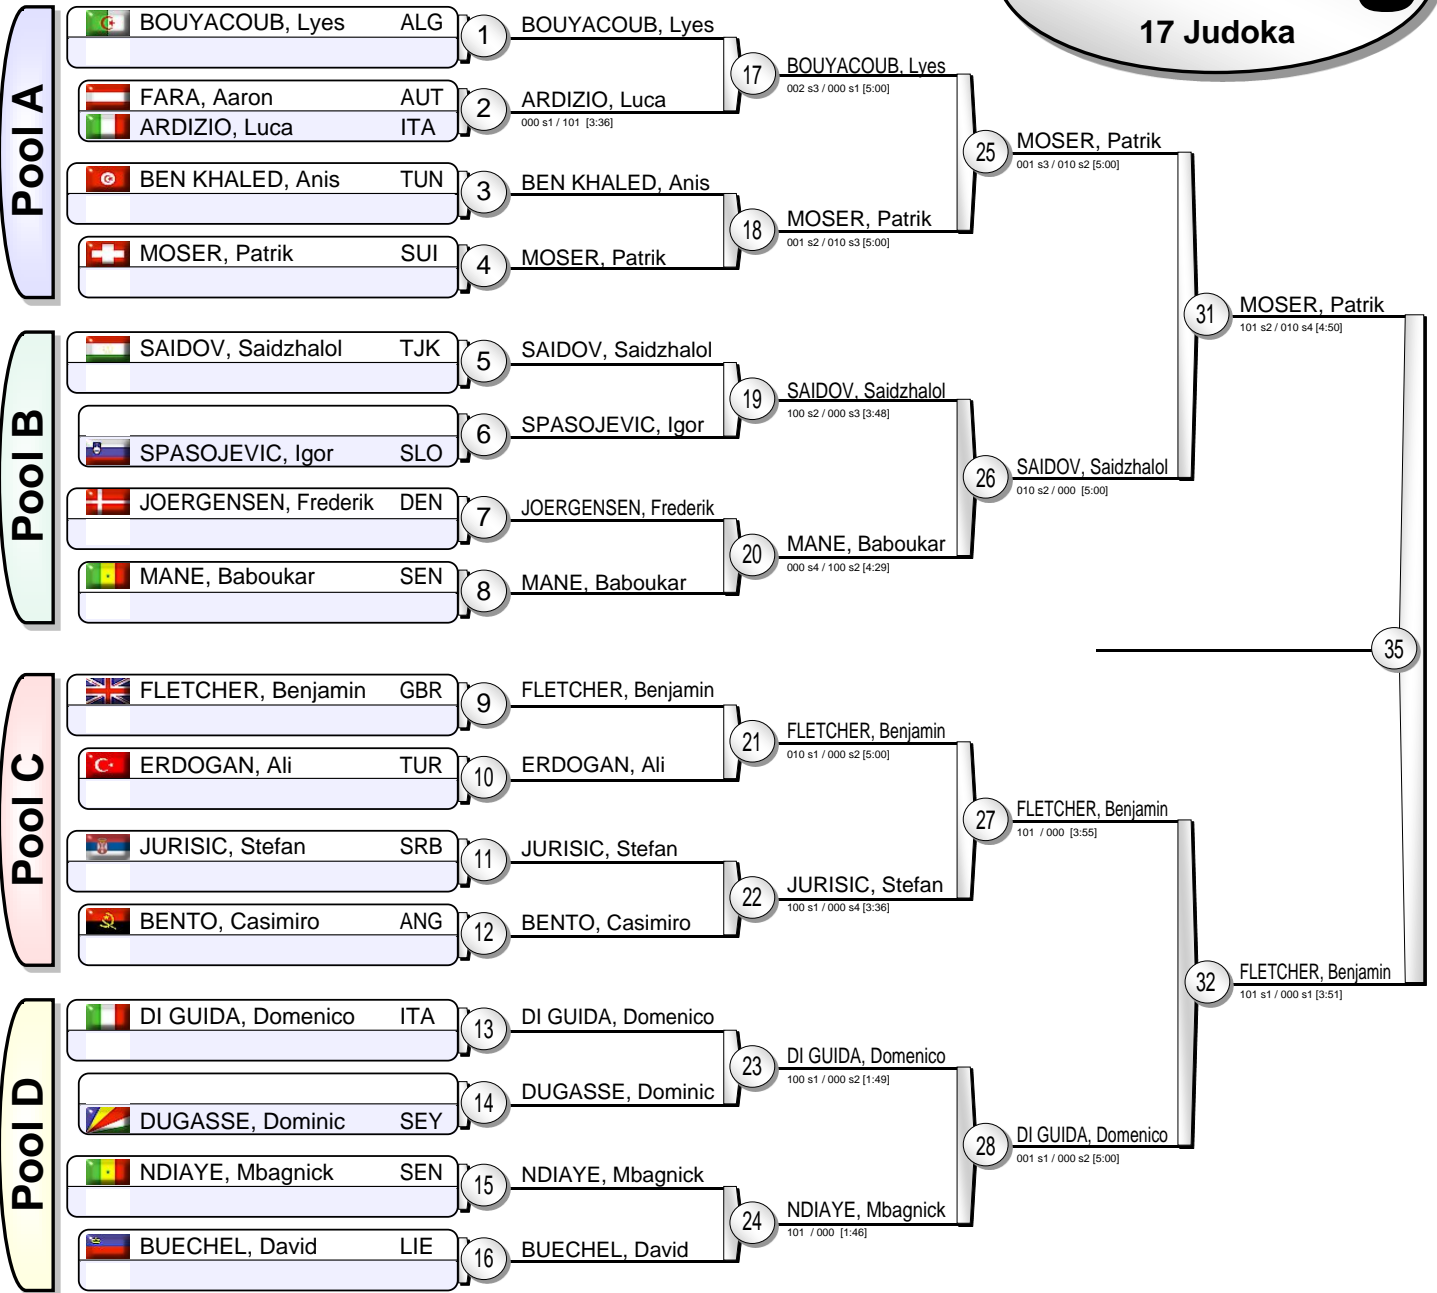 17 Judoka
Pool A
BOUYACOUB, Lyes ALG
FARA, Aaron AUT
ARDIZIO, Luca ITA
BEN KHALED, Anis TUN
MOSER, Patrik SUI
1
2
3
4
BOUYACOUB, Lyes
ARDIZIO, Luca
000 s1 / 101 [3:36]
BEN KHALED, Anis
MOSER, Patrik
17
18
BOUYACOUB, Lyes
002 s3 / 000 s1 [5:00]
MOSER, Patrik
001 s2 / 010 s3 [5:00]
25
MOSER, Patrik
001 s3 / 010 s2 [5:00]
Pool B
SAIDOV, Saidzhalol TJK
SPASOJEVIC, Igor SLO
JOERGENSEN, Frederik DEN
MANE, Baboukar SEN
5
6
7
8
SAIDOV, Saidzhalol
SPASOJEVIC, Igor
JOERGENSEN, Frederik
MANE, Baboukar
19
20
SAIDOV, Saidzhalol
100 s2 / 000 s3 [3:48]
MANE, Baboukar
000 s4 / 100 s2 [4:29]
26
SAIDOV, Saidzhalol
010 s2 / 000 [5:00]
31
MOSER, Patrik
101 s2 / 010 s4 [4:50]
35
Pool C
FLETCHER, Benjamin GBR
ERDOGAN, Ali TUR
JURISIC, Stefan SRB
BENTO, Casimiro ANG
9
10
11
12
FLETCHER, Benjamin
ERDOGAN, Ali
JURISIC, Stefan
BENTO, Casimiro
21
22
FLETCHER, Benjamin
010 s1 / 000 s2 [5:00]
JURISIC, Stefan
100 s1 / 000 s4 [3:36]
27
FLETCHER, Benjamin
101 / 000 [3:55]
Pool D
DI GUIDA, Domenico ITA
DUGASSE, Dominic SEY
NDIAYE, Mbagnick SEN
BUECHEL, David LIE
13
14
15
16
DI GUIDA, Domenico
DUGASSE, Dominic
NDIAYE, Mbagnick
BUECHEL, David
23
24
DI GUIDA, Domenico
100 s1 / 000 s2 [1:49]
NDIAYE, Mbagnick
101 / 000 [1:46]
28
DI GUIDA, Domenico
001 s1 / 000 s2 [5:00]
32
FLETCHER, Benjamin
101 s1 / 000 s1 [3:51]